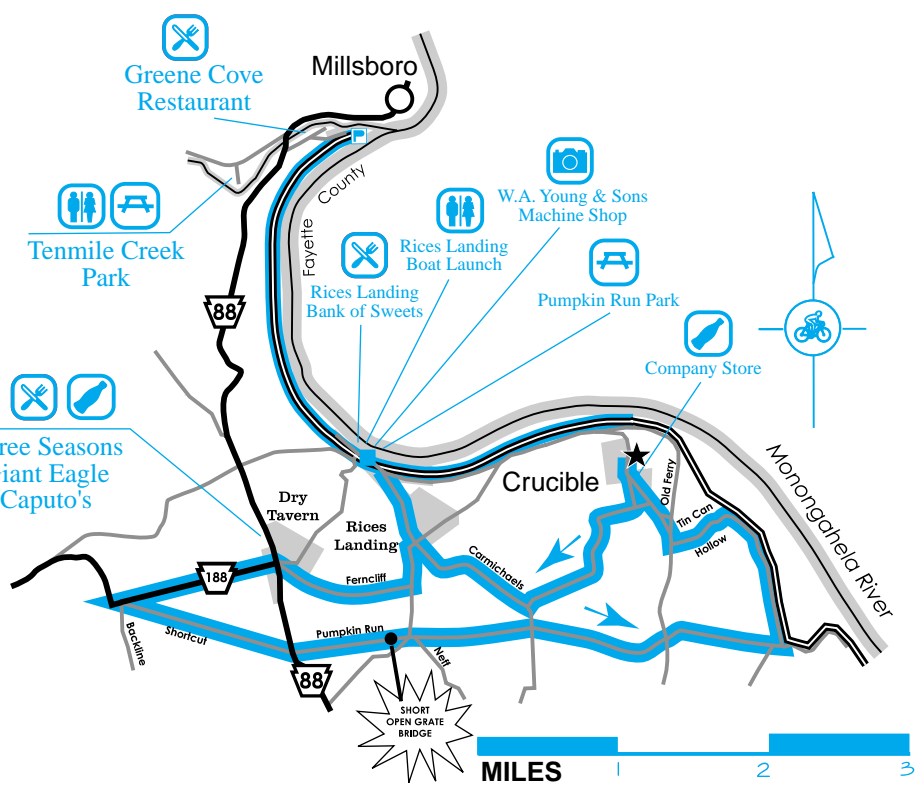 Greene Cove
Restaurant
Millsboro
P
Fayette County
W.A. Young & Sons
Machine Shop
Tenmile Creek
Park
Rices Landing
Boat Launch
Rices Landing
Bank of Sweets
Pumpkin Run Park
88
Company Store
ree Seasons
iant Eagle
Caputo's
Dry
Tavern
Rices
Landing
Crucible
Old Ferry
Tin Can
Hollow
Monongahela River
188
Ferncliff
Carmichaels
Backline
Shortcut
Pumpkin Run
Neff
88
SHORT
OPEN GRATE
BRIDGE
MILES
1
2
3